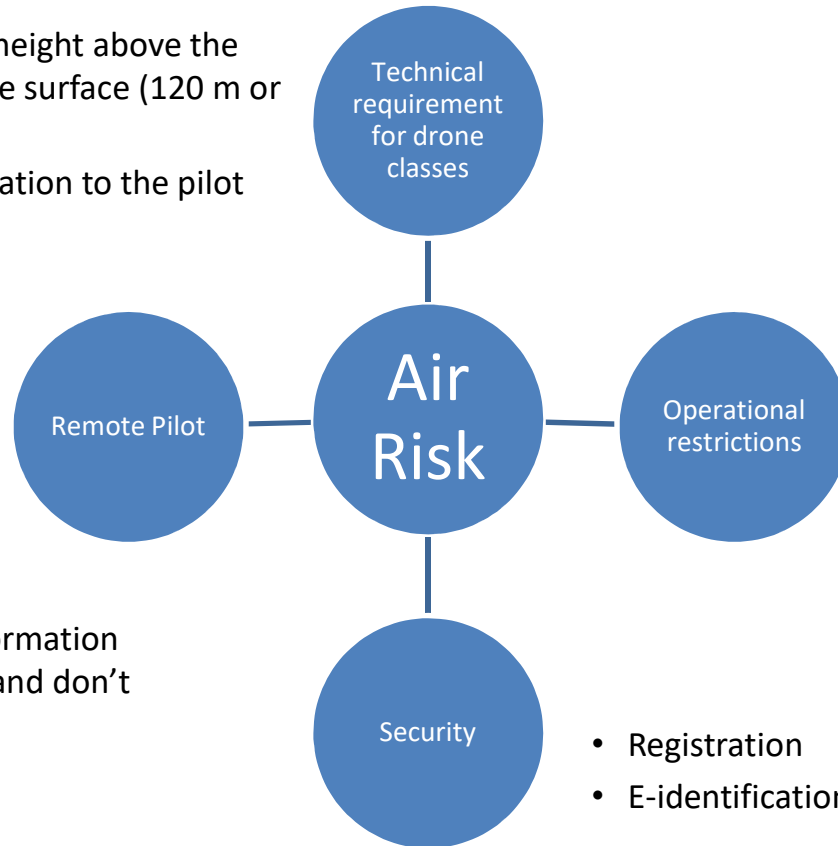 height above the
e surface (120 m or
ation to the pilot
Technical
requirement
for drone
classes
Remote Pilot
Air
Risk
Operational
restrictions
ormation
and don’t
Security
• Registration
• E-identification